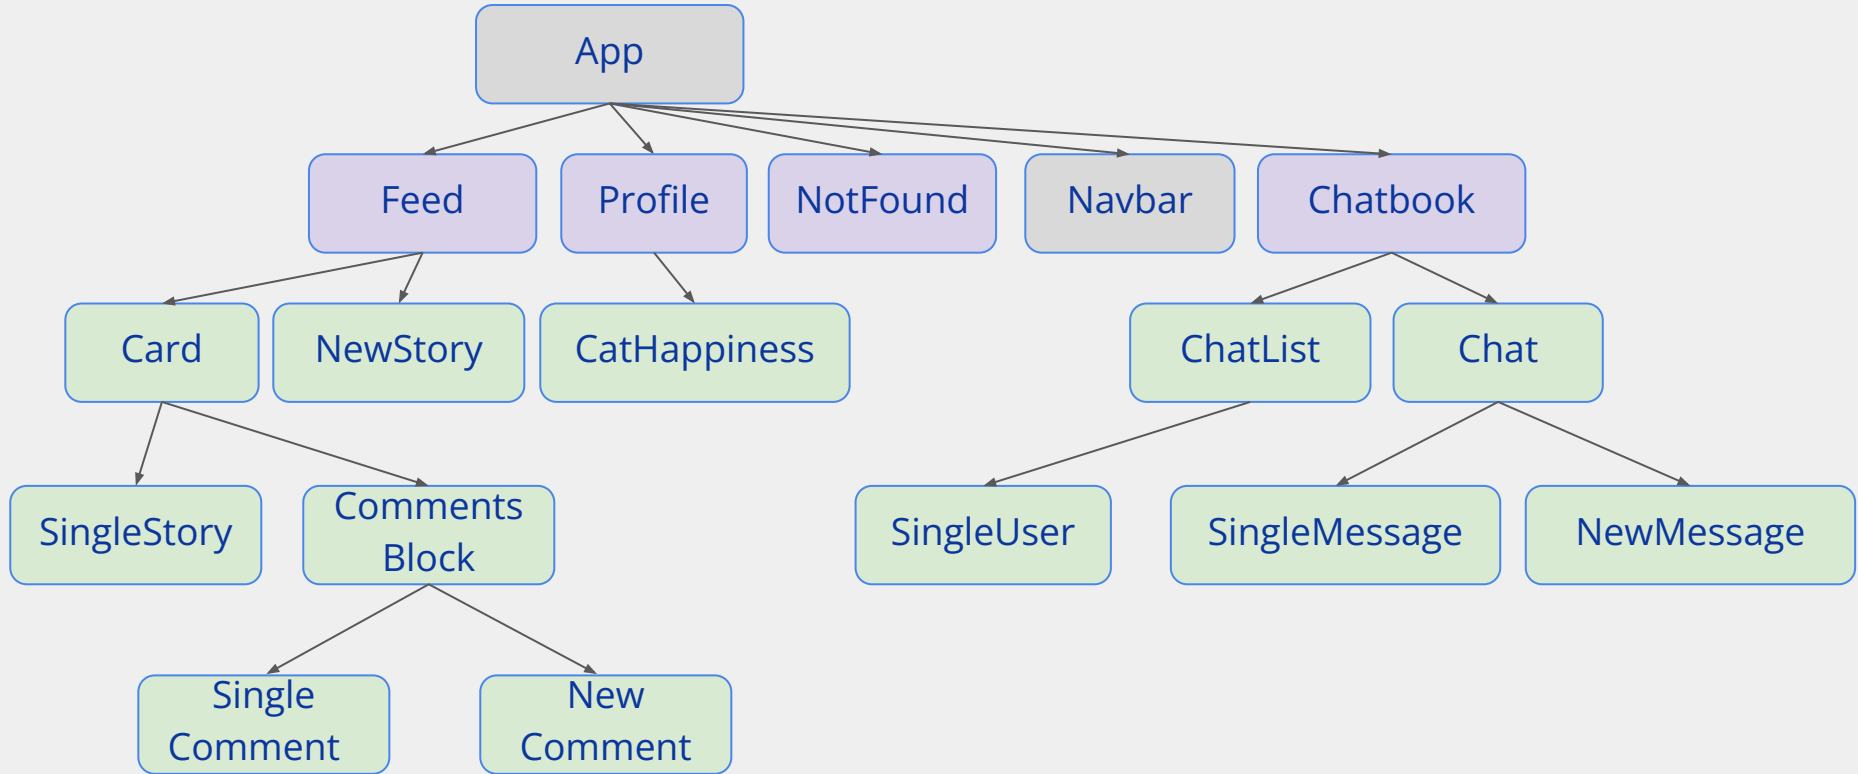 App
Feed
Profile
NotFound
Navbar
Chatbook
Card
NewStory
CatHappiness
ChatList
Chat
SingleStory
Comments
Block
SingleUser
SingleMessage
NewMessage
Single
Comment
New
Comment